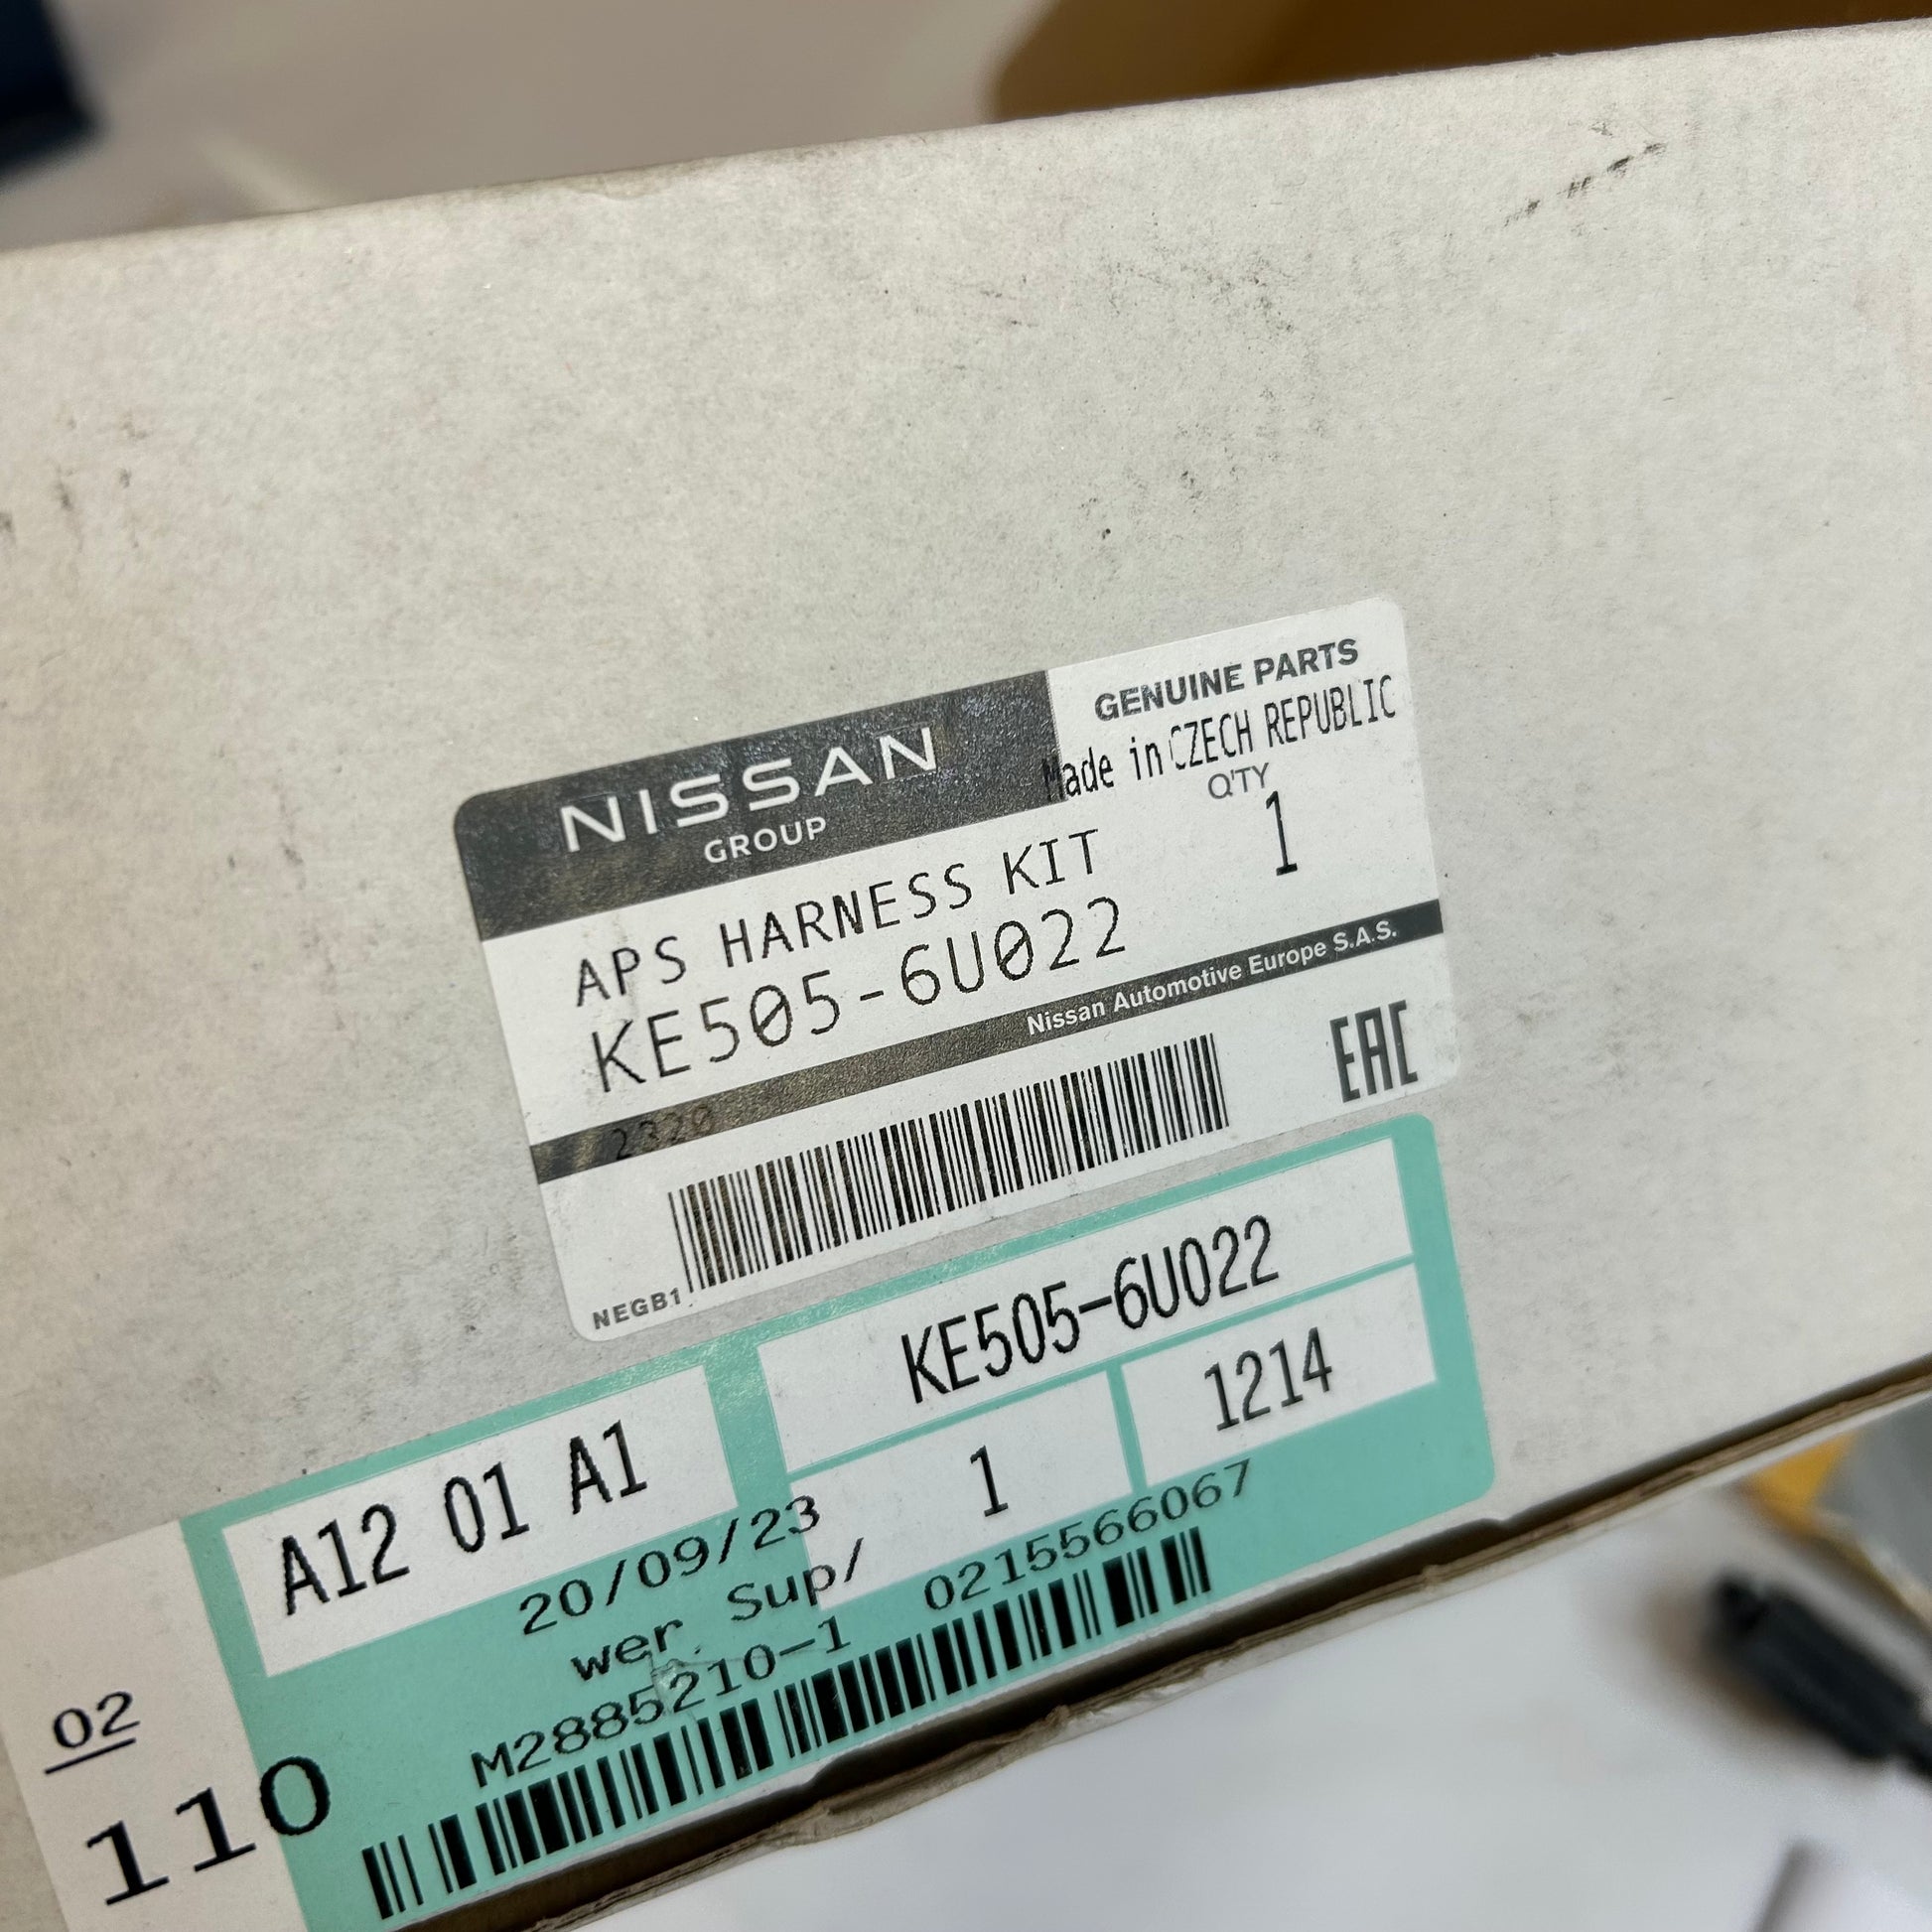 NISSAN
GROUP
GENUINE PARTS
Made in CZECH REPUBLIC
Q'TY
APS HARNESS KIT
1
KE505-6U022
Nissan Automotive Europe S.A.S.
2320
EAC
NEGB1
KE505-6U022
A12 01 A1
1
1214
20/09/23
wer Sup/
M2885210-1 0215566067
02
110